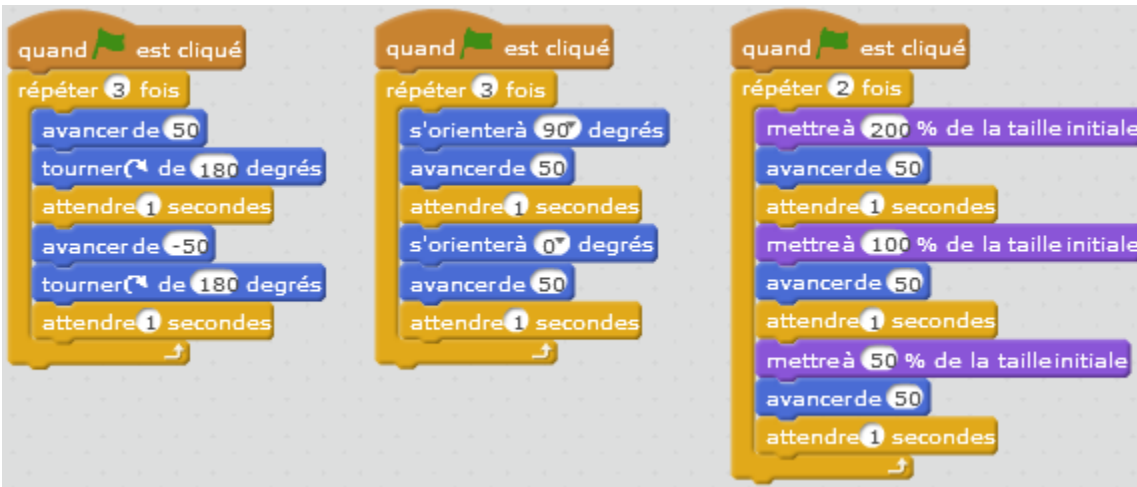 quand est cliqué
répéter 3 fois
avancer de 50
tourner de 180 degrés
attendre 1 secondes
avancer de -50
tourner de 180 degrés
attendre 1 secondes
quand est cliqué
répéter 3 fois
s'orienter à 90 degrés
avancer de 50
attendre 1 secondes
s'orienter à 0 degrés
avancer de 50
attendre 1 secondes
quand est cliqué
répéter 2 fois
mettre à 200 % de la taille initiale
avancer de 50
attendre 1 secondes
mettre à 100 % de la taille initiale
avancer de 50
attendre 1 secondes
mettre à 50 % de la taille initiale
avancer de 50
attendre 1 secondes